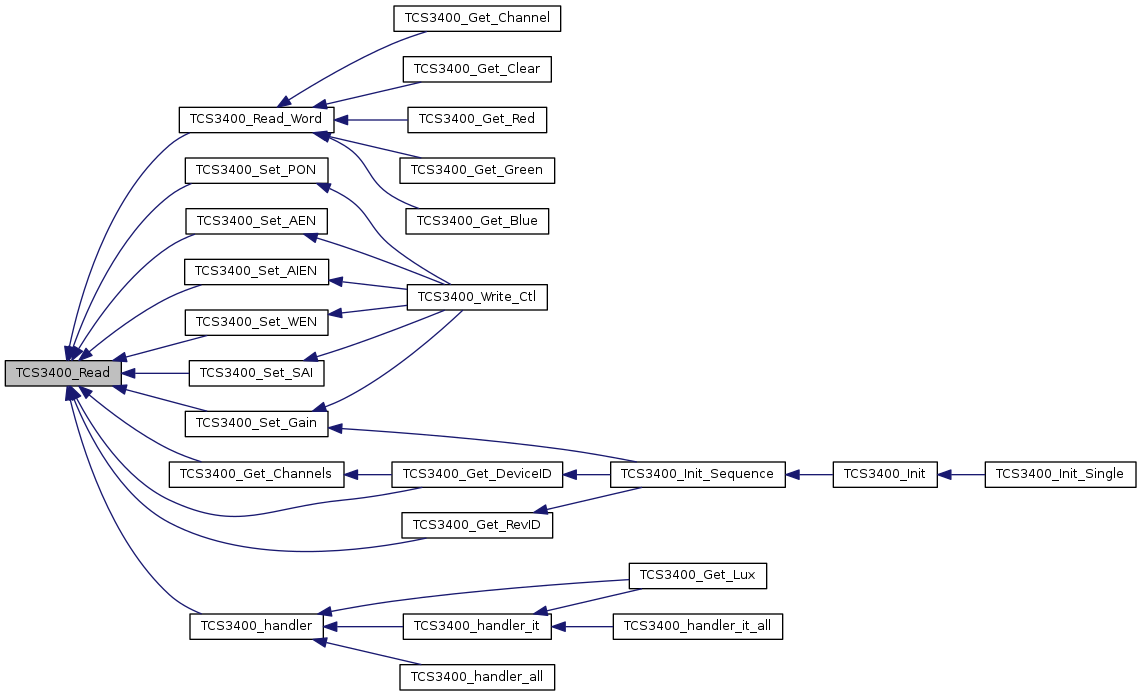 TCS3400_Get_Channel
TCS3400_Get_Clear
TCS3400_Read_Word
TCS3400_Get_Red
TCS3400_Set_PON
TCS3400_Get_Green
TCS3400_Set_AEN
TCS3400_Get_Blue
TCS3400_Set_AIEN
TCS3400_Write_Ctl
TCS3400_Set_WEN
TCS3400_Read
TCS3400_Set_SAI
TCS3400_Set_Gain
TCS3400_Get_Channels
TCS3400_Get_DeviceID
TCS3400_Init_Sequence
TCS3400_Init
TCS3400_Init_Single
TCS3400_Get_RevID
TCS3400_Get_Lux
TCS3400_handler
TCS3400_handler_it
TCS3400_handler_it_all
TCS3400_handler_all